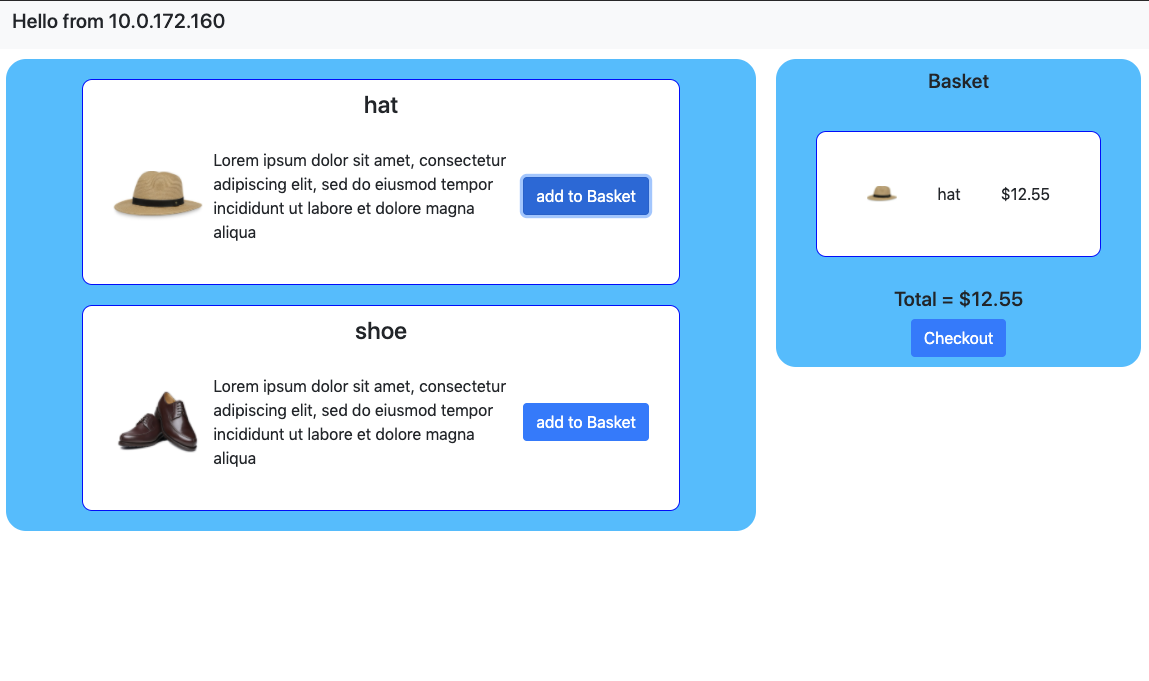 Hello from 10.0.172.160
hat
Lorem ipsum dolor sit amet, consectetur
adipiscing elit, sed do eiusmod tempor
incididunt ut labore et dolore magna
aliqua
add to Basket
shoe
Lorem ipsum dolor sit amet, consectetur
adipiscing elit, sed do eiusmod tempor
incididunt ut labore et dolore magna
aliqua
add to Basket
Basket
hat $12.55
Total = $12.55
Checkout